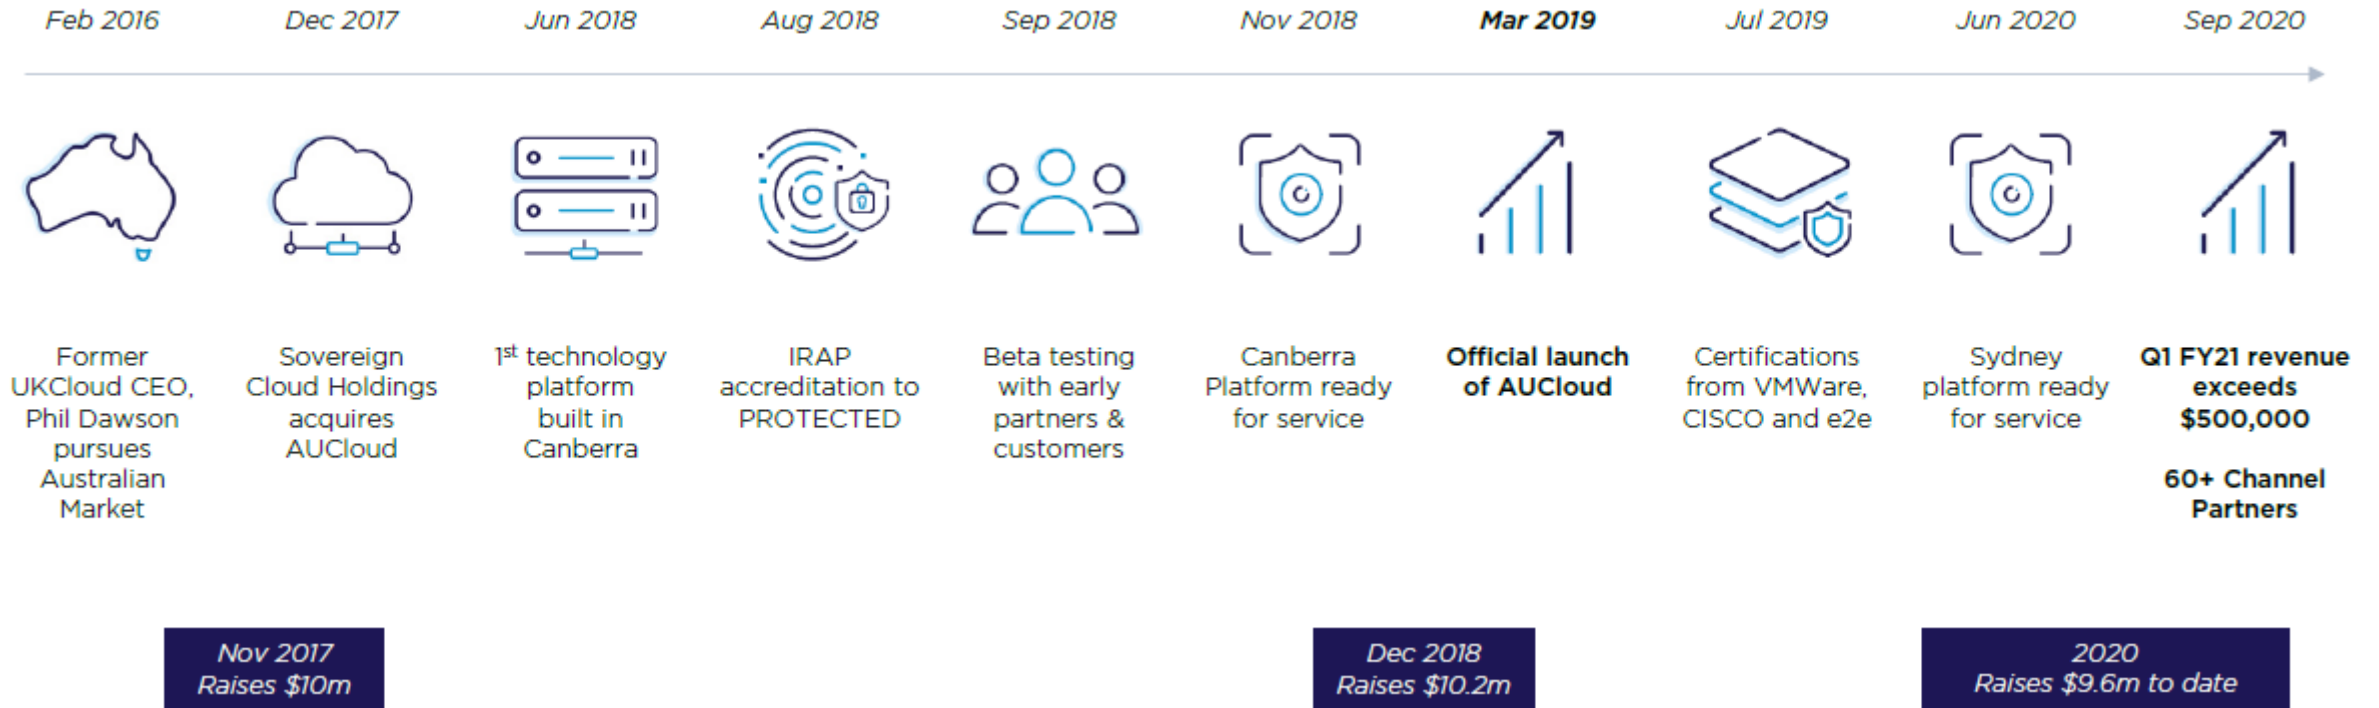 Feb 2016
Dec 2017
Jun 2018
Aug 2018
Sep 2018
Nov 2018
Mar 2019
Jul 2019
Jun 2020
Sep 2020
Former
UKCloud CEO,
Phil Dawson
pursues
Australian
Market
Sovereign
Cloud Holdings
acquires
AUCloud
1st technology
platform
built in
Canberra
IRAP
accreditation to
PROTECTED
Beta testing
with early
partners &
customers
Canberra
Platform ready
for service
Official launch
of AUCloud
Certifications
from VMWare,
CISCO and e2e
Sydney
platform ready
for service
Q1 FY21 revenue
exceeds
$500,000
60+ Channel
Partners
Nov 2017
Raises $10m
Dec 2018
Raises $10.2m
2020
Raises $9.6m to date